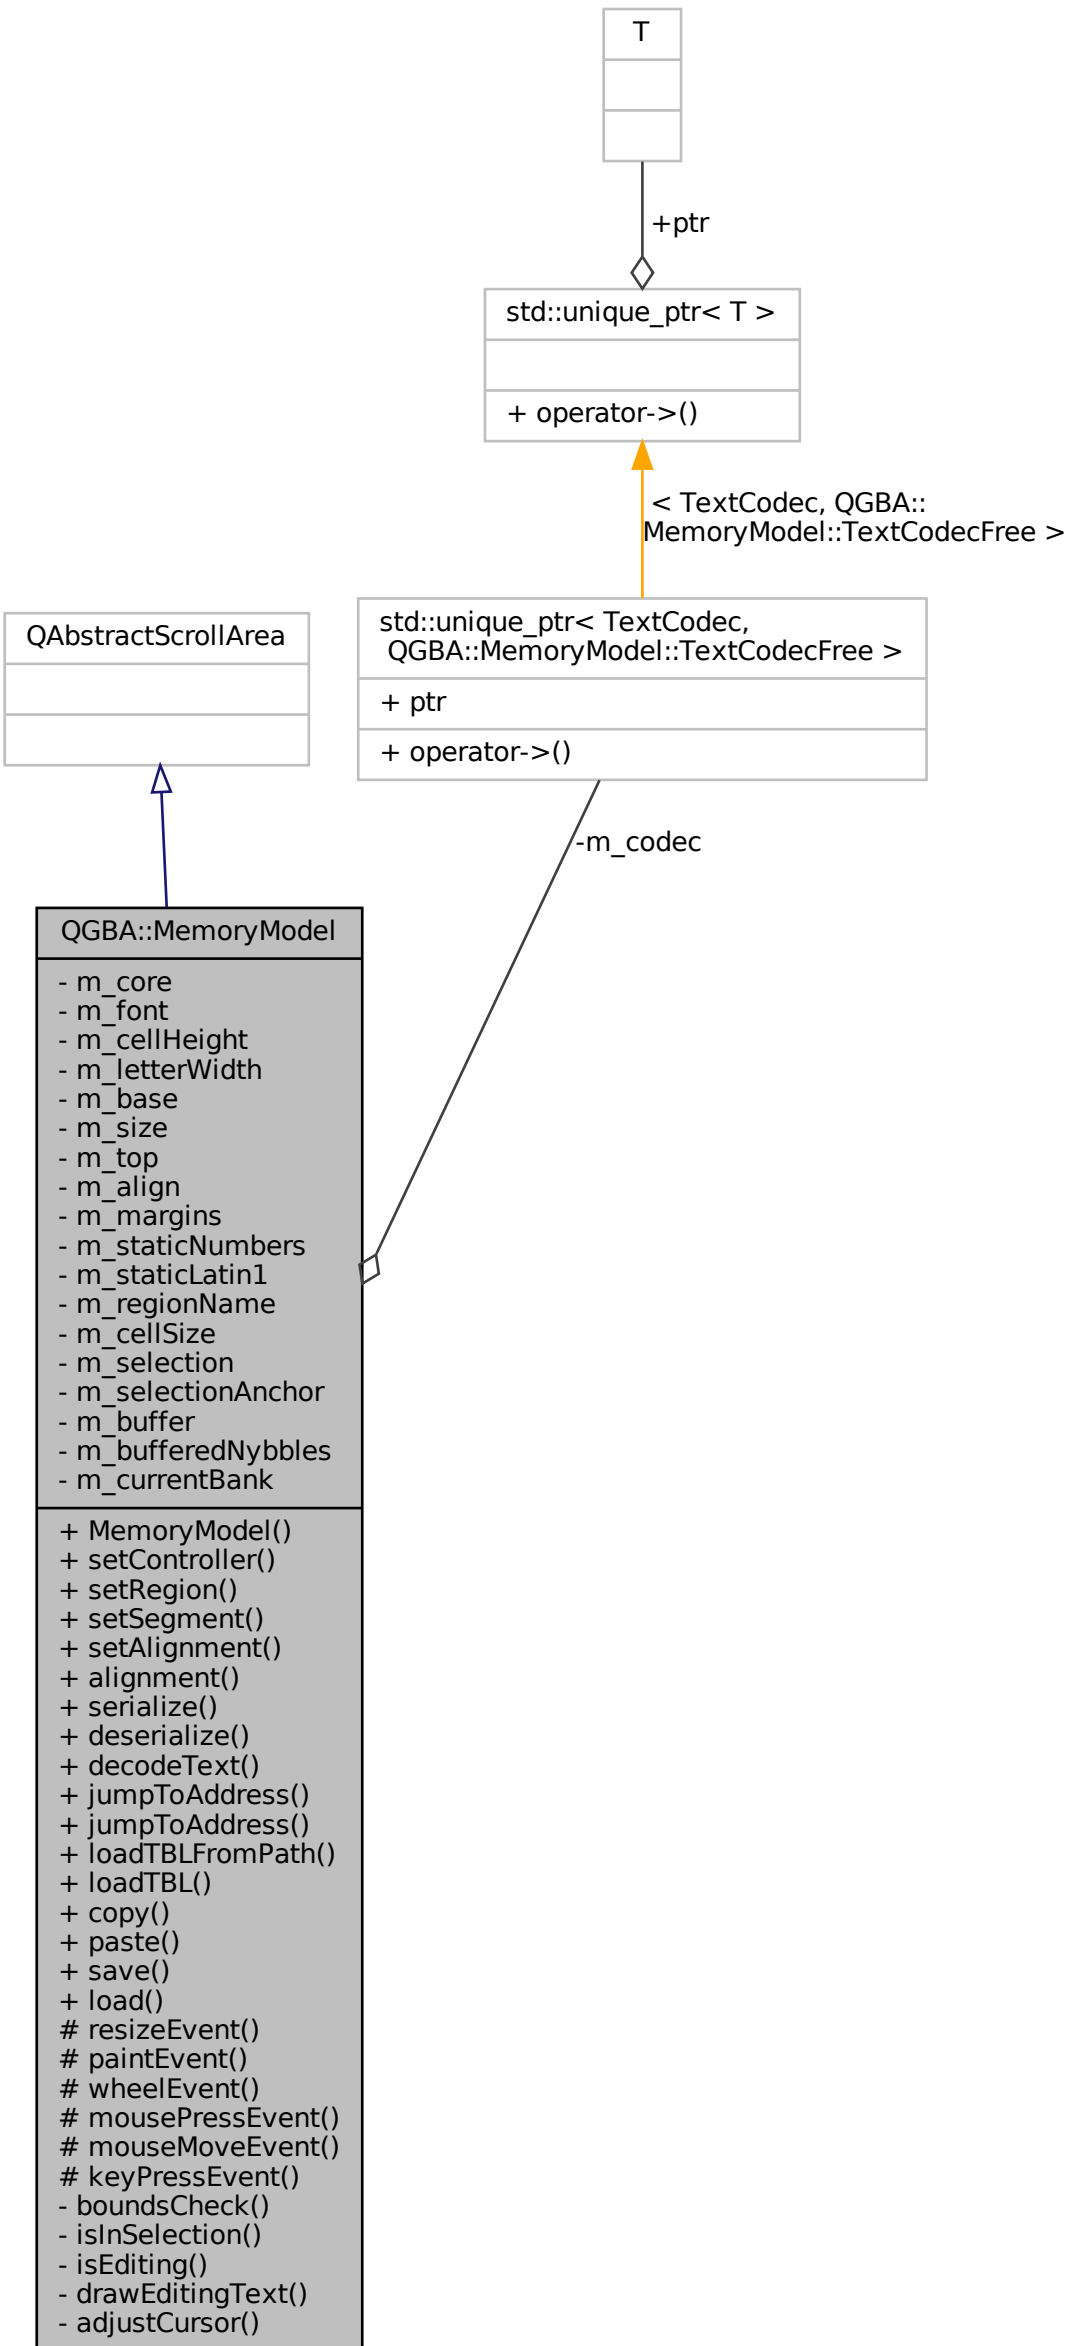 T
+ptr
std::unique_ptr< T >
+ operator->()
< TextCodec, QGBA::
MemoryModel::TextCodecFree >
std::unique_ptr< TextCodec,
QGBA::MemoryModel::TextCodecFree >
+ ptr
+ operator->()
QAbstractScrollArea
-m_codec
QGBA::MemoryModel
- m_core
- m_font
- m_cellHeight
- m_letterWidth
- m_base
- m_size
- m_top
- m_align
- m_margins
- m_staticNumbers
- m_staticLatin1
- m_regionName
- m_cellSize
- m_selection
- m_selectionAnchor
- m_buffer
- m_bufferedNybbles
- m_currentBank
+ MemoryModel()
+ setController()
+ setRegion()
+ setSegment()
+ setAlignment()
+ alignment()
+ serialize()
+ deserialize()
+ decodeText()
+ jumpToAddress()
+ jumpToAddress()
+ loadTBLFromPath()
+ loadTBL()
+ copy()
+ paste()
+ save()
+ load()
# resizeEvent()
# paintEvent()
# wheelEvent()
# mousePressEvent()
# mouseMoveEvent()
# keyPressEvent()
- boundsCheck()
- isInSelection()
- isEditing()
- drawEditingText()
- adjustCursor()